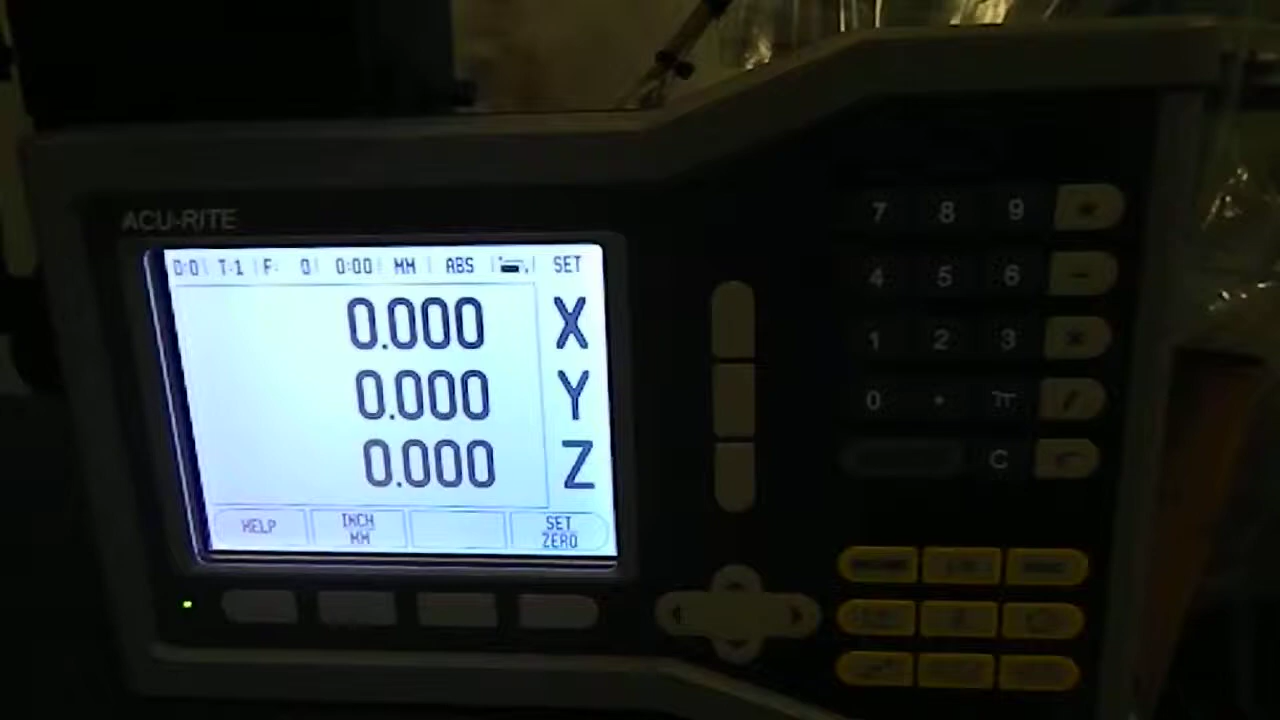 ACU-RITE
D:0 T:1 F: 0 0:00 MM ABS SET
0.000 X
0.000 Y
0.000 Z
HELP
INCH
MM
SET
ZERO
7 8 9
4 5 6 -
1 2 3
0 . π /
C